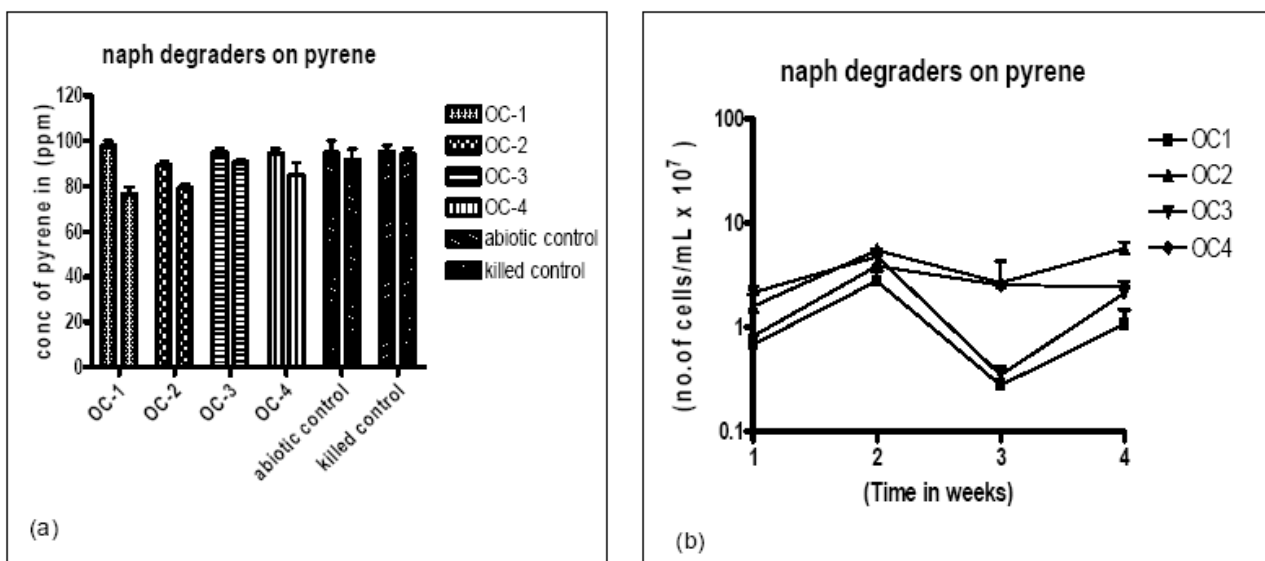 naph degraders on pyrene
conc of pyrene in (ppm)
120
100
80
60
40
20
0
OC-1
OC-2
OC-3
OC-4
abiotic control
killed control
OC-1
OC-2
OC-3
OC-4
abiotic control
killed control
(a)
naph degraders on pyrene
(no.of cells/mL x 10⁷)
100
10
1
0.1
1 2 3 4
(Time in weeks)
OC1
OC2
OC3
OC4
(b)